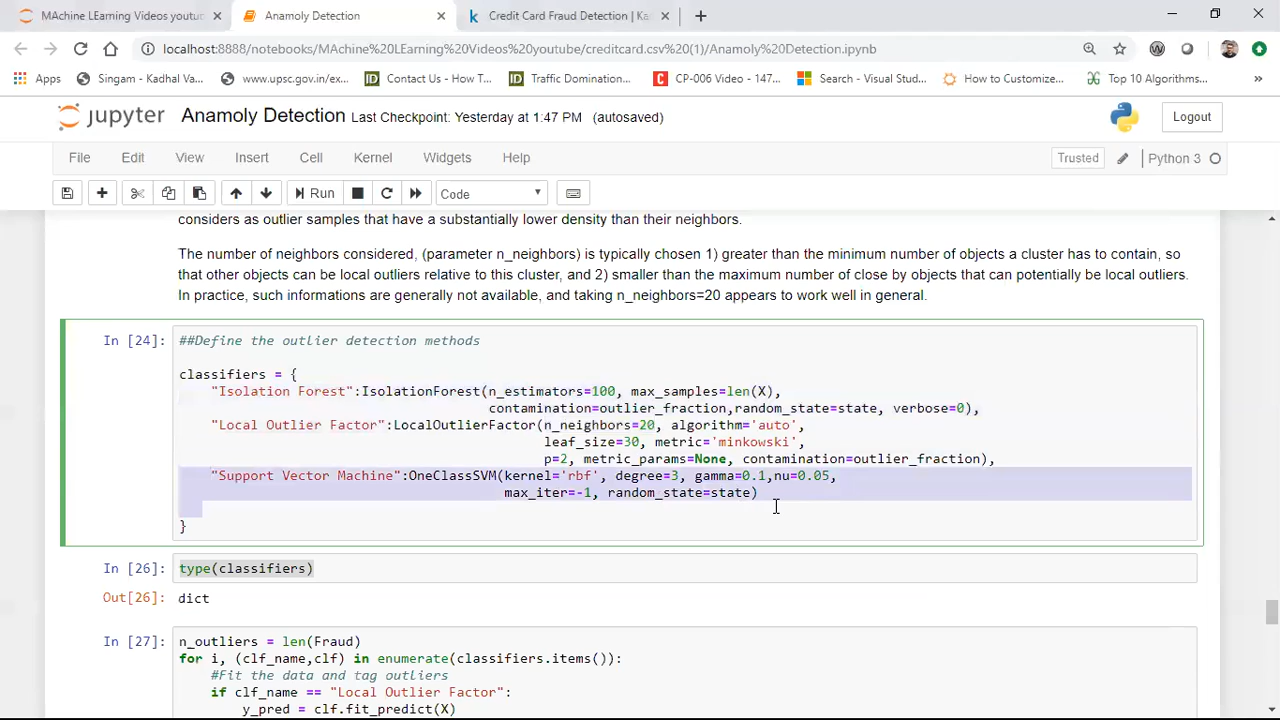 MAchine LEarning Videos youtub
Anamoly Detection
Credit Card Fraud Detection | Ka
localhost:8888/notebooks/MAchine%20LEarning%20Videos%20youtube/creditcard.csv%20(1)/Anamoly%20Detection.ipynb
Apps
Singam - Kadhal Va...
www.upsc.gov.in/ex...
Contact Us - How T...
Traffic Domination...
CP-006 Video - 147...
Search - Visual Stud...
How to Customize...
Top 10 Algorithms...
»
jupyter Anamoly Detection Last Checkpoint: Yesterday at 1:47 PM (autosaved)
Logout
File Edit View Insert Cell Kernel Widgets Help
Trusted
Python 3
Run
Code
considers as outlier samples that have a substantially lower density than their neighbors.
The number of neighbors considered, (parameter n_neighbors) is typically chosen 1) greater than the minimum number of objects a cluster has to contain, so
that other objects can be local outliers relative to this cluster, and 2) smaller than the maximum number of close by objects that can potentially be local outliers.
In practice, such informations are generally not available, and taking n_neighbors=20 appears to work well in general.
In [24]:
##Define the outlier detection methods
classifiers = {
"Isolation Forest":IsolationForest(n_estimators=100, max_samples=len(X),
contamination=outlier_fraction,random_state=state, verbose=0),
"Local Outlier Factor":LocalOutlierFactor(n_neighbors=20, algorithm='auto',
leaf_size=30, metric='minkowski',
p=2, metric_params=None, contamination=outlier_fraction),
"Support Vector Machine":OneClassSVM(kernel='rbf', degree=3, gamma=0.1,nu=0.05,
max_iter=-1, random_state=state)
}
In [26]:
type(classifiers)
Out[26]:
dict
In [27]:
n_outliers = len(Fraud)
for i, (clf_name,clf) in enumerate(classifiers.items()):
#Fit the data and tag outliers
if clf_name == "Local Outlier Factor":
y_pred = clf.fit_predict(X)